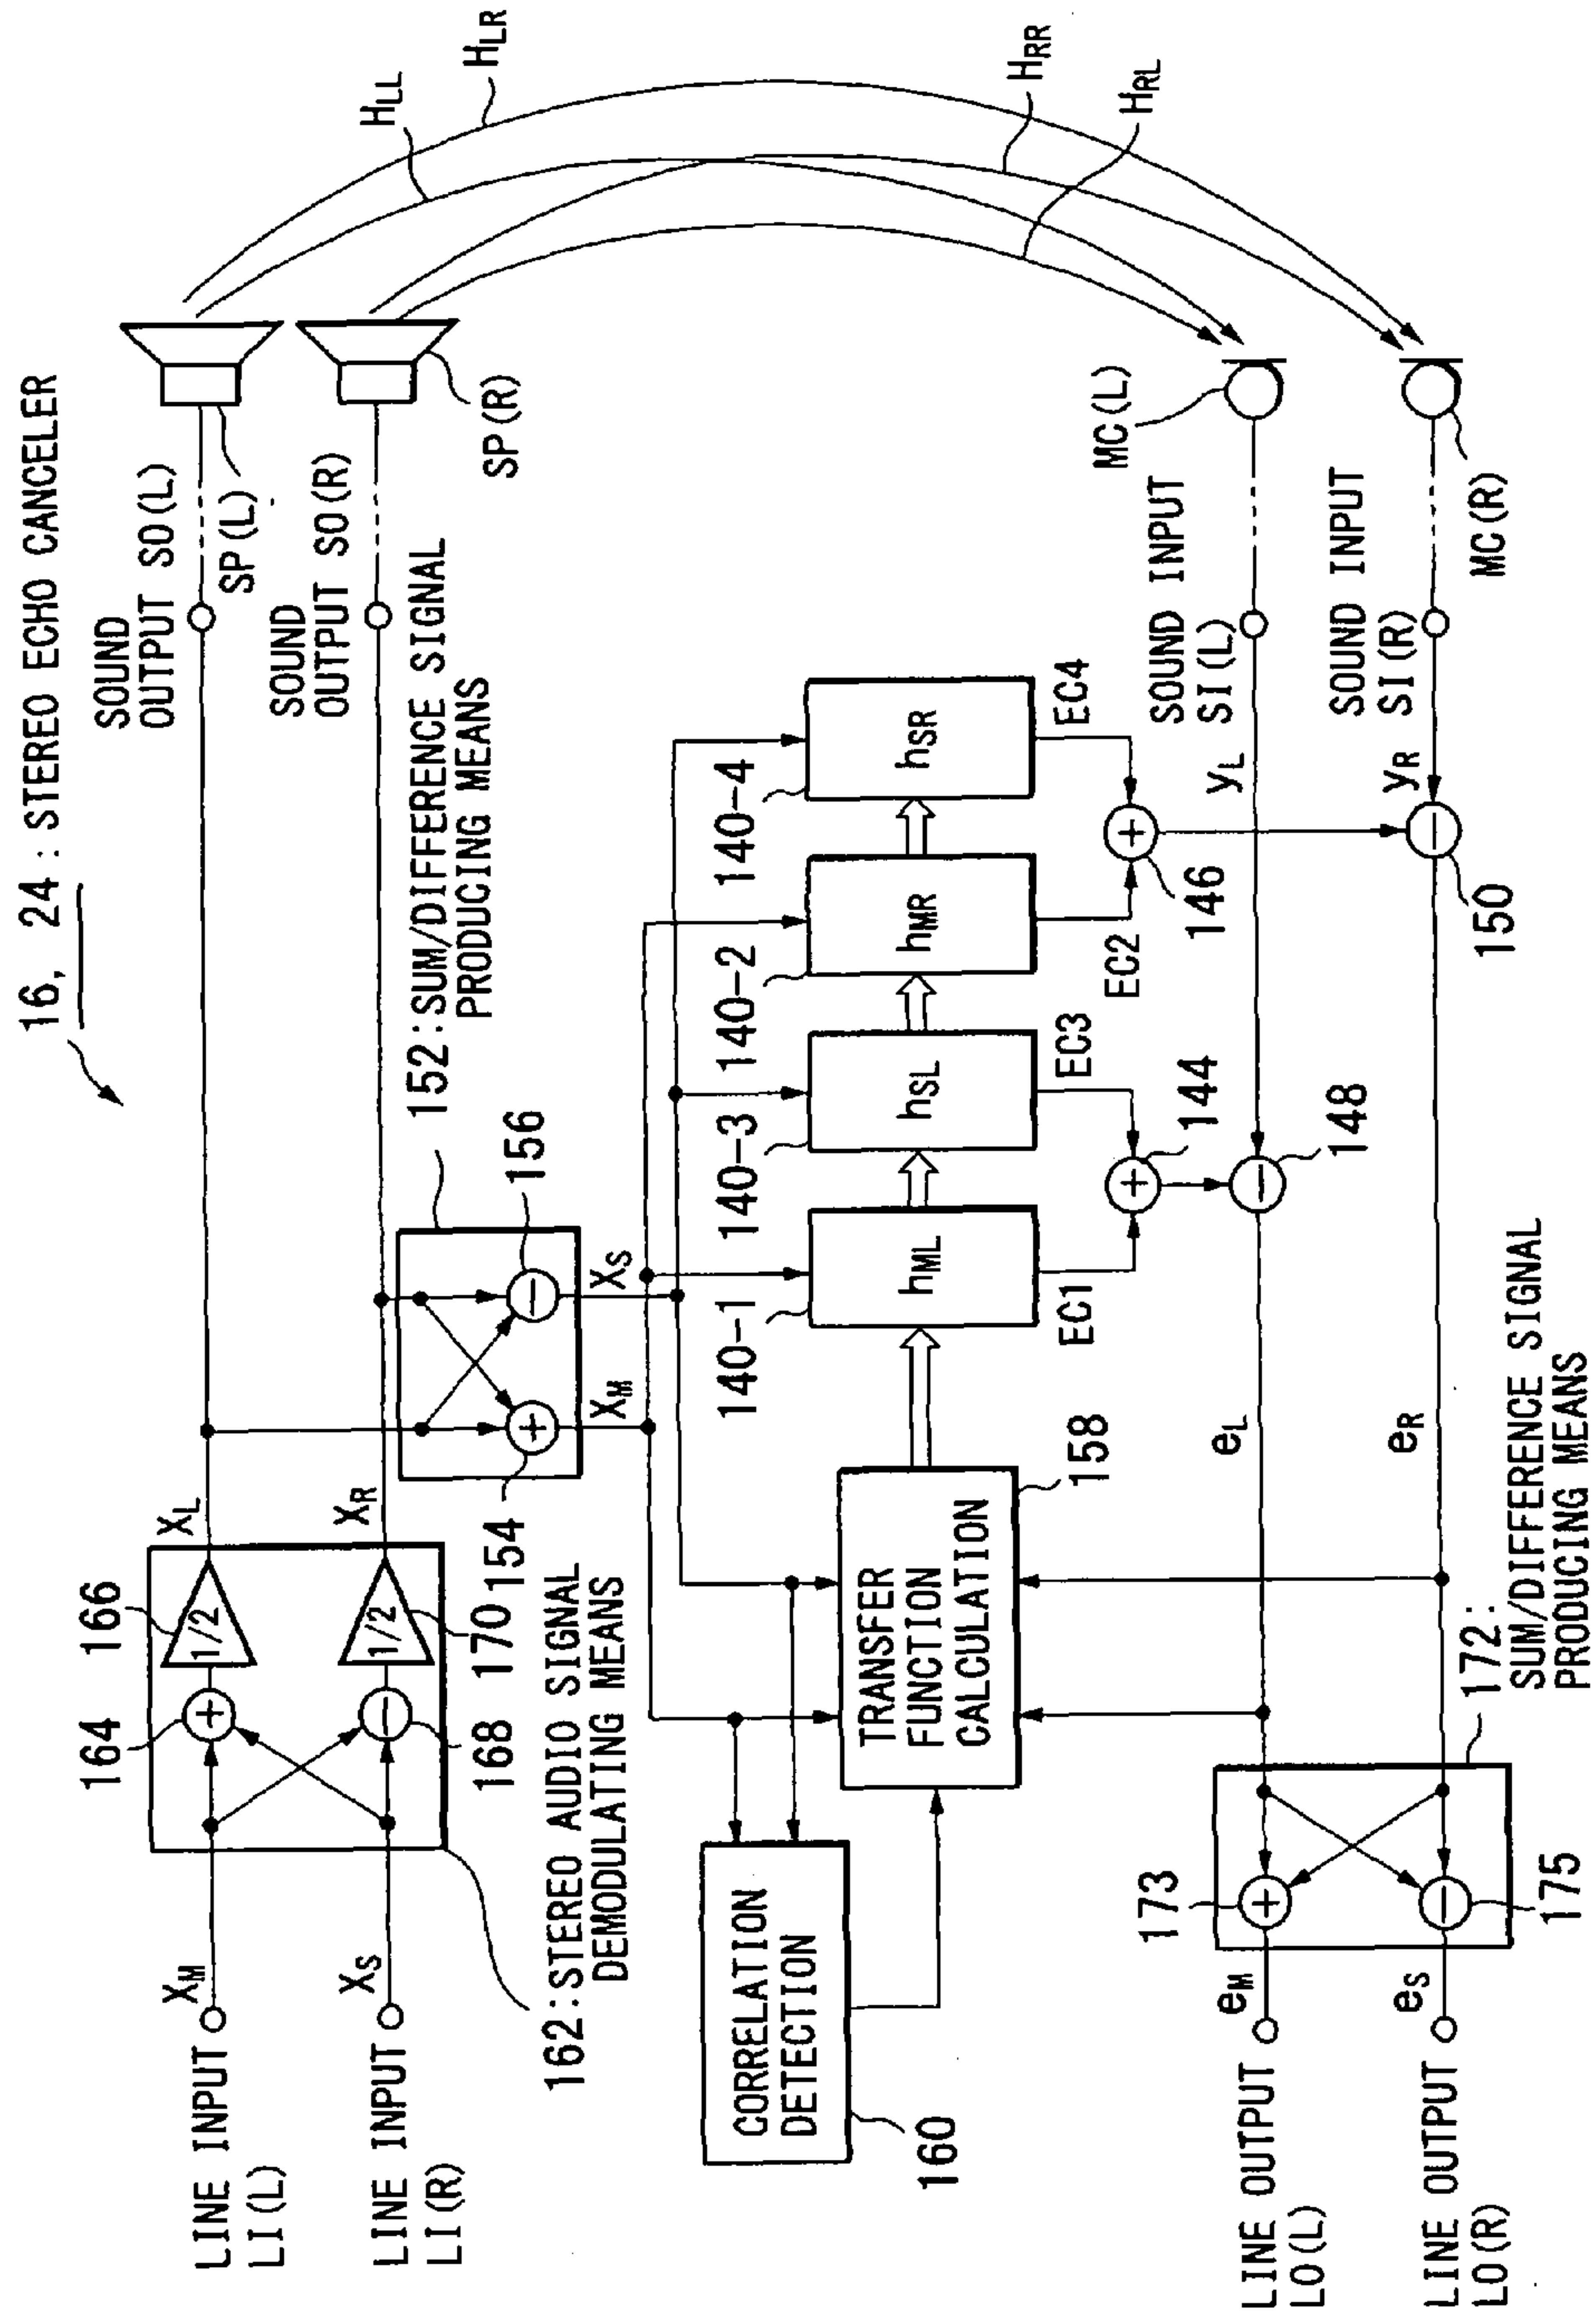 16, 24 : STEREO ECHO CANCELER
LINE INPUT
LI(L)
XM
164
166
1/2
XL
SOUND
OUTPUT SO(L)
SP(L)
HLL
HLR
LINE INPUT
LI(R)
XS
168
170
1/2
XR
SOUND
OUTPUT SO(R)
SP(R)
HRR
HRL
162:STEREO AUDIO SIGNAL
DEMODULATING MEANS
154
156
152:SUM/DIFFERENCE SIGNAL
PRODUCING MEANS
XM
XS
CORRELATION
DETECTION
160
TRANSFER
FUNCTION
CALCULATION
158
140-1
hML
EC1
140-3
hSL
EC3
140-2
hMR
EC2
140-4
hSR
EC4
144
146
148
150
MC(L)
SOUND INPUT
SI(L)
yL
eL
MC(R)
SOUND INPUT
SI(R)
yR
eR
172:
SUM/DIFFERENCE SIGNAL
PRODUCING MEANS
173
175
eM
LINE OUTPUT
LO(L)
eS
LINE OUTPUT
LO(R)